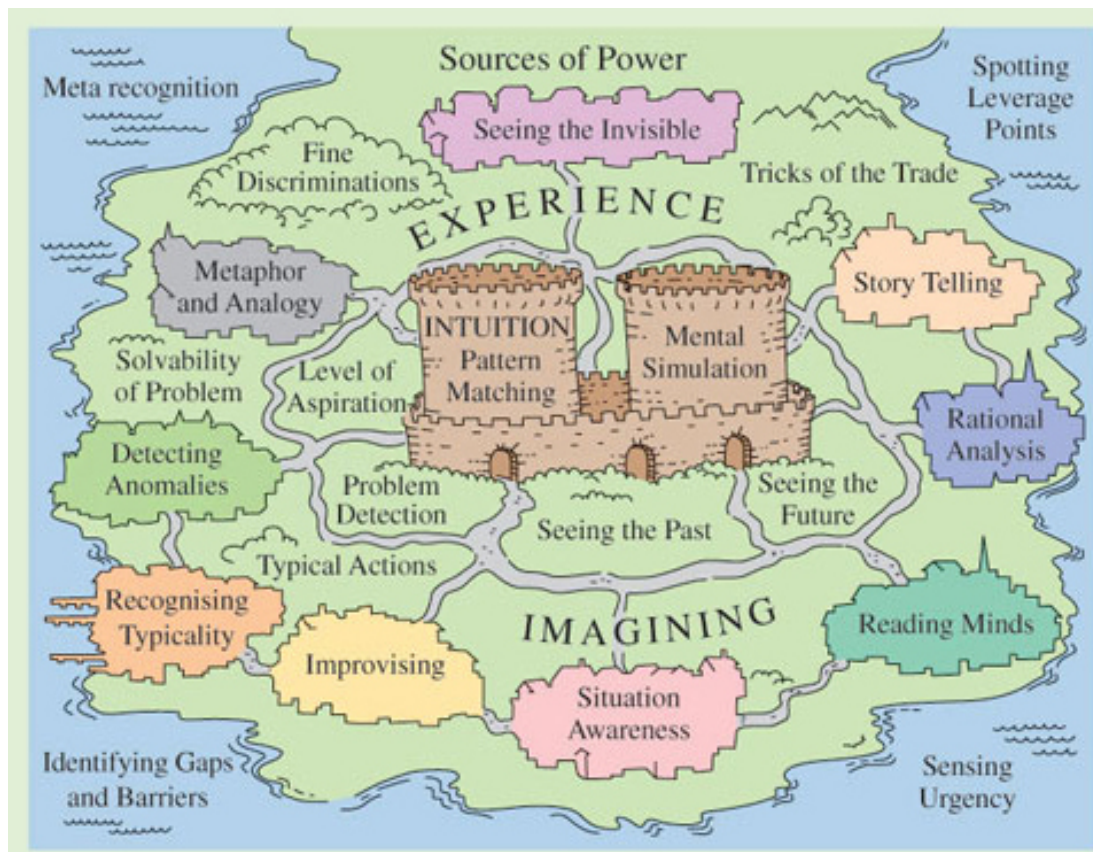 Sources of Power
Meta recognition
Spotting
Leverage
Points
Seeing the Invisible
Fine
Discriminations
Tricks of the Trade
EXPERIENCE
Metaphor
and Analogy
Story Telling
INTUITION
Pattern
Matching
Mental
Simulation
Solvability
of Problem
Level of
Aspiration
Rational
Analysis
Detecting
Anomalies
Problem
Detection
Seeing the Past
Seeing the
Future
Typical Actions
Recognising
Typicality
IMAGINING
Reading Minds
Improvising
Situation
Awareness
Identifying Gaps
and Barriers
Sensing
Urgency